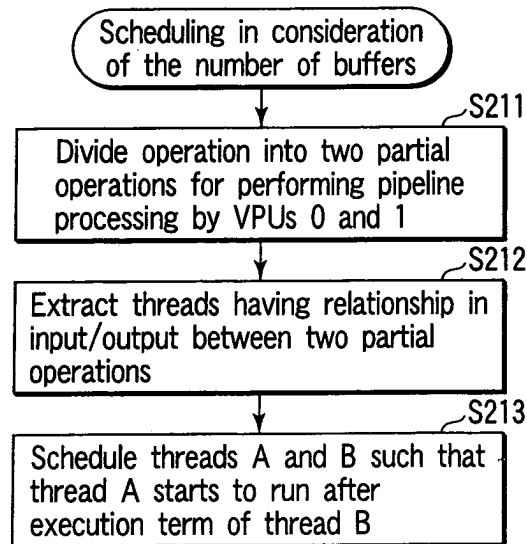 Scheduling in consideration
of the number of buffers
S211
Divide operation into two partial
operations for performing pipeline
processing by VPUs 0 and 1
S212
Extract threads having relationship in
input/output between two partial
operations
S213
Schedule threads A and B such that
thread A starts to run after
execution term of thread B